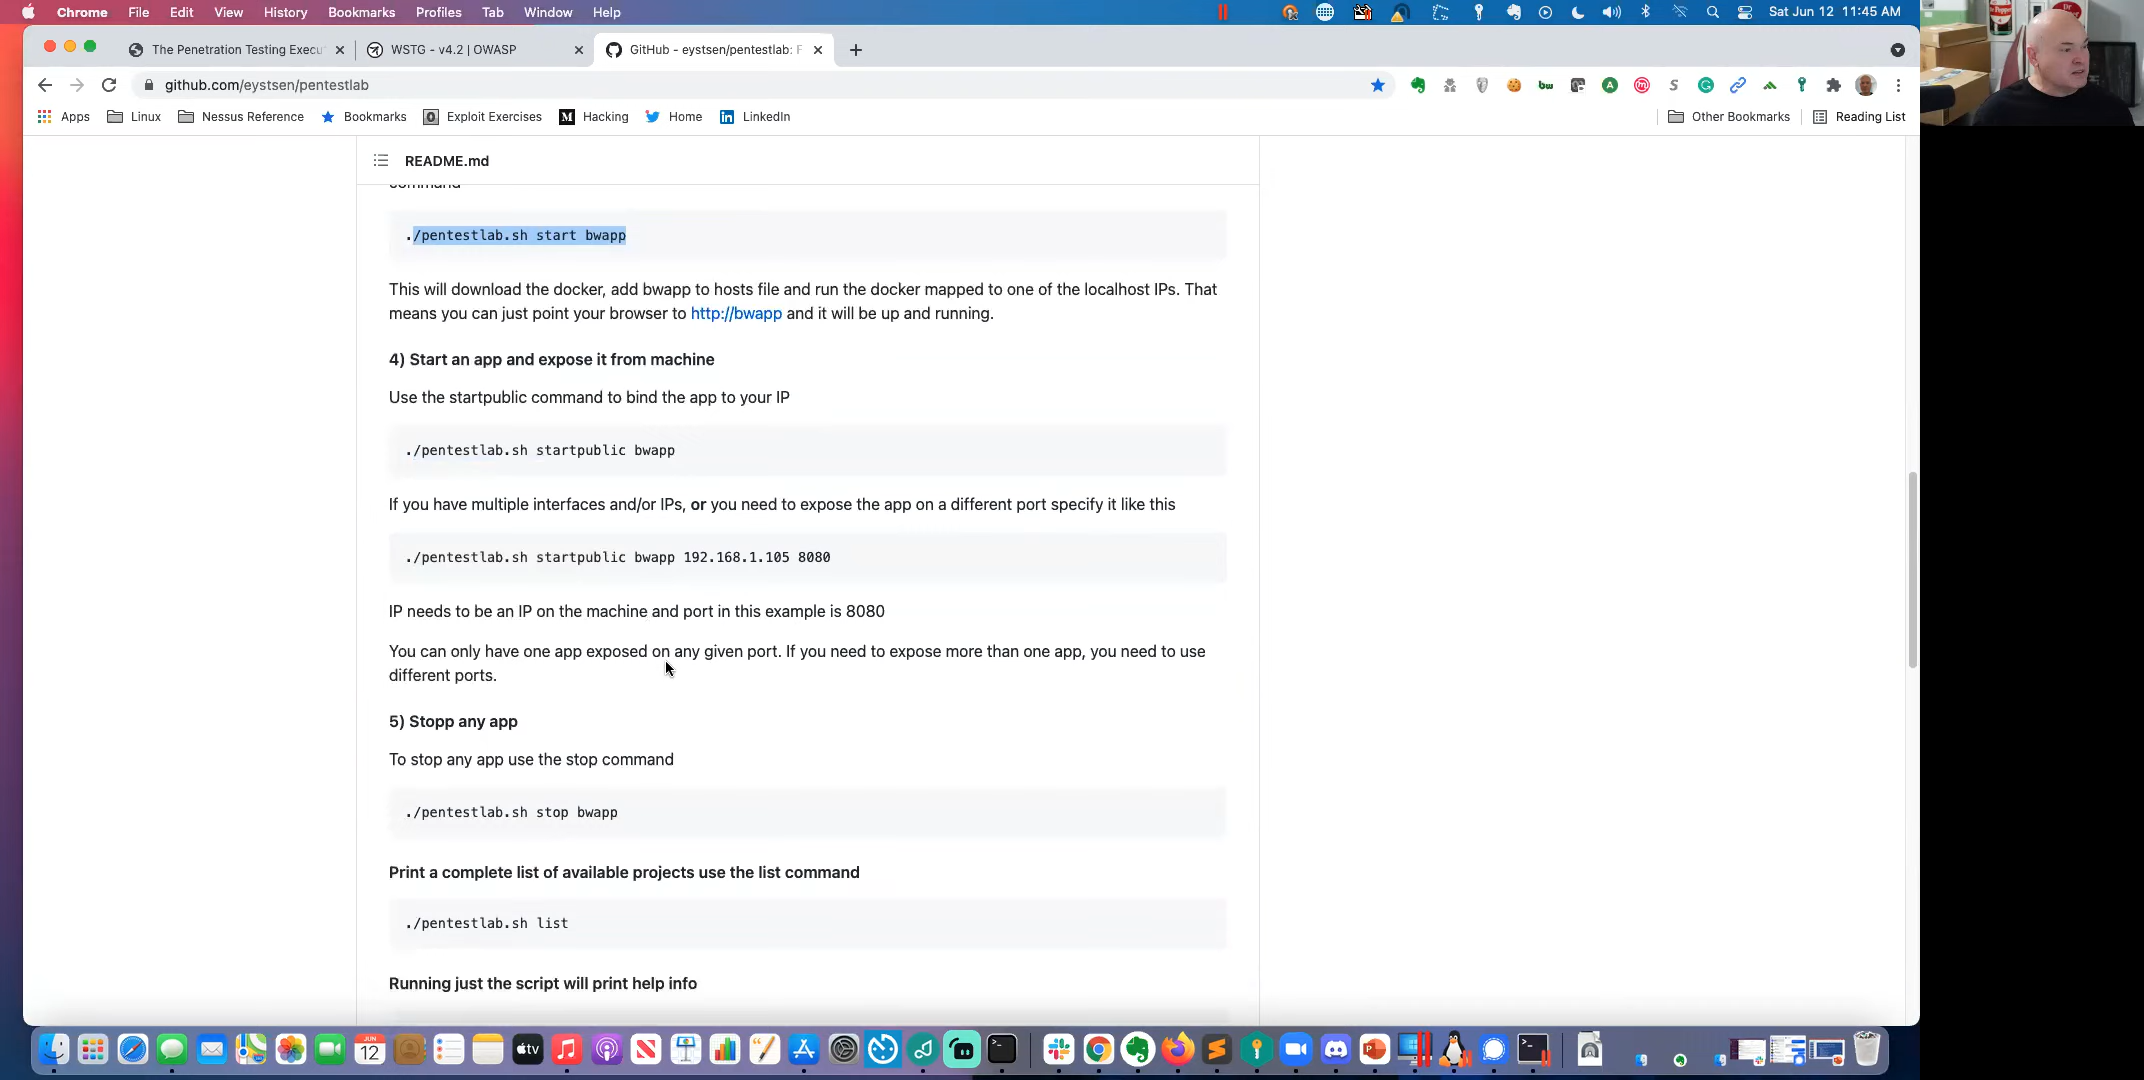 Chrome File Edit View History Bookmarks Profiles Tab Window Help Sat Jun 12 11:45 AM
The Penetration Testing Execu
WSTG - v4.2 | OWASP
GitHub - eystsen/pentestlab: F
github.com/eystsen/pentestlab
Apps Linux Nessus Reference Bookmarks Exploit Exercises Hacking Home LinkedIn Other Bookmarks Reading List
README.md
command
./pentestlab.sh start bwapp
This will download the docker, add bwapp to hosts file and run the docker mapped to one of the localhost IPs. That
means you can just point your browser to http://bwapp and it will be up and running.
4) Start an app and expose it from machine
Use the startpublic command to bind the app to your IP
./pentestlab.sh startpublic bwapp
If you have multiple interfaces and/or IPs, or you need to expose the app on a different port specify it like this
./pentestlab.sh startpublic bwapp 192.168.1.105 8080
IP needs to be an IP on the machine and port in this example is 8080
You can only have one app exposed on any given port. If you need to expose more than one app, you need to use
different ports.
5) Stopp any app
To stop any app use the stop command
./pentestlab.sh stop bwapp
Print a complete list of available projects use the list command
./pentestlab.sh list
Running just the script will print help info
JUN
12
tv